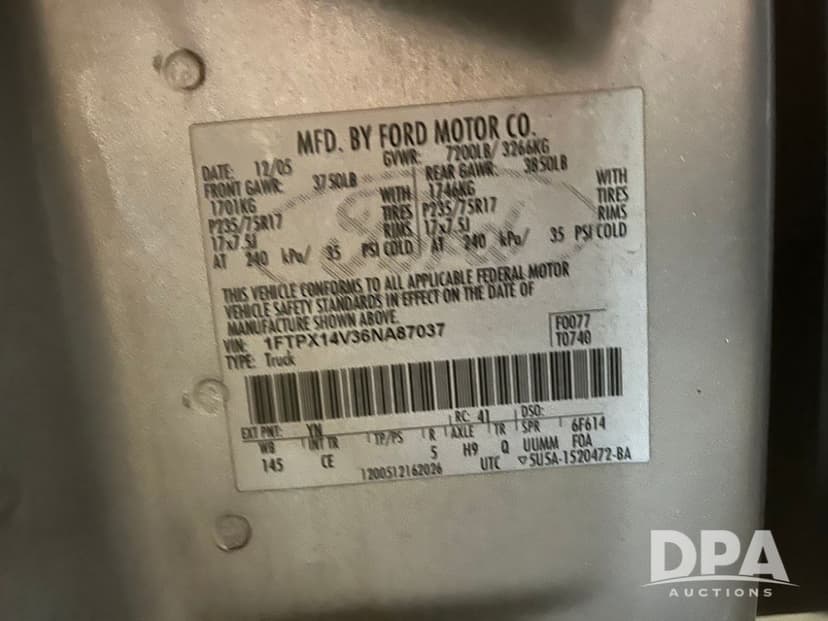 MFD. BY FORD MOTOR CO.
DATE: 12/05 GVWR: 7200LB/ 3266KG
FRONT GAWR: 3750LB REAR GAWR: 3850LB
1701KG WITH 1746KG WITH
P235/75R17 TIRES P235/75R17 TIRES
17x7.5J RIMS 17x7.5J RIMS
AT 240 kPa/ 35 PSI COLD AT 240 kPa/ 35 PSI COLD
THIS VEHICLE CONFORMS TO ALL APPLICABLE FEDERAL MOTOR
VEHICLE SAFETY STANDARDS IN EFFECT ON THE DATE OF
MANUFACTURE SHOWN ABOVE.
VIN: 1FTPX14V36NA87037 F0077
TYPE: Truck T0740
EXT PNT: YN RC: 41 DSO:
WB INT TR TP/PS R AXLE TR SPR 6F614
145 CE 5 H9 Q UUMM FOA
1200512162026 UTC ▽5U5A-1520472-BA
DPA
AUCTIONS